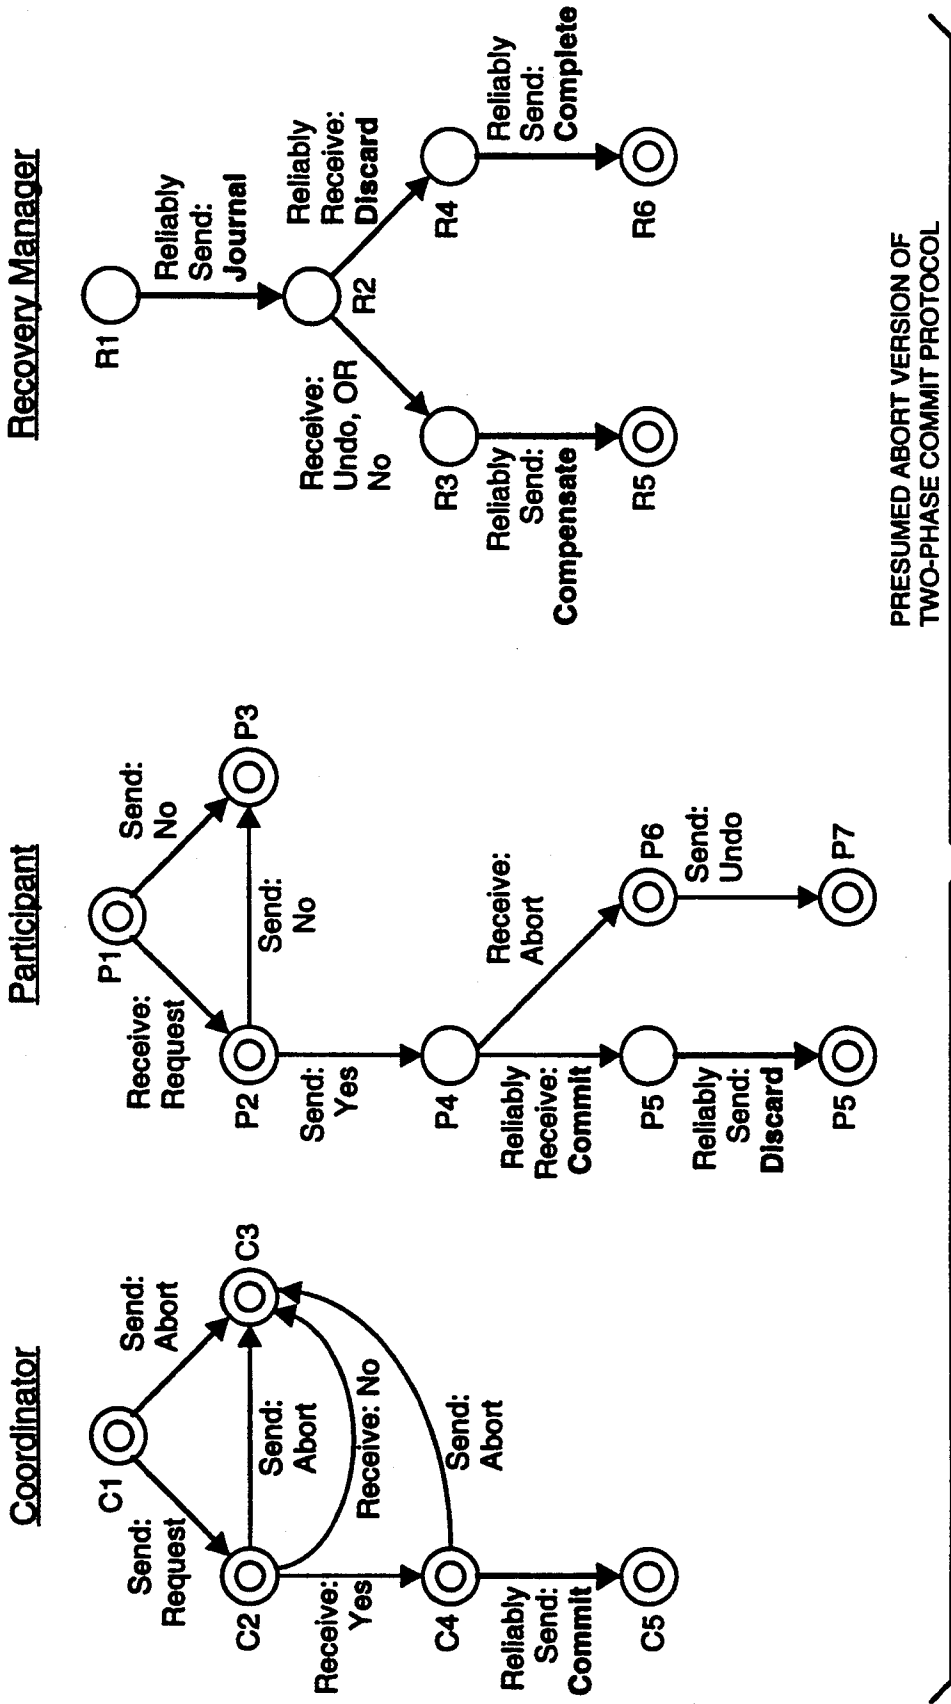 Coordinator
C1
Send:
Request
Send:
Abort
C2
C3
Send:
Abort
Receive: No
Receive:
Yes
Send:
Abort
C4
Reliably
Send:
Commit
C5
Participant
P1
Receive:
Request
Send:
No
P2
P3
Send:
No
Send:
Yes
P4
Receive:
Abort
Reliably
Receive:
Commit
P5
P6
Reliably
Send:
Discard
Send:
Undo
P5
P7
Recovery Manager
R1
Reliably
Send:
Journal
R2
Receive:
Undo, OR
No
Reliably
Receive:
Discard
R3
R4
Reliably
Send:
Compensate
Reliably
Send:
Complete
R5
R6
PRESUMED ABORT VERSION OF
TWO-PHASE COMMIT PROTOCOL